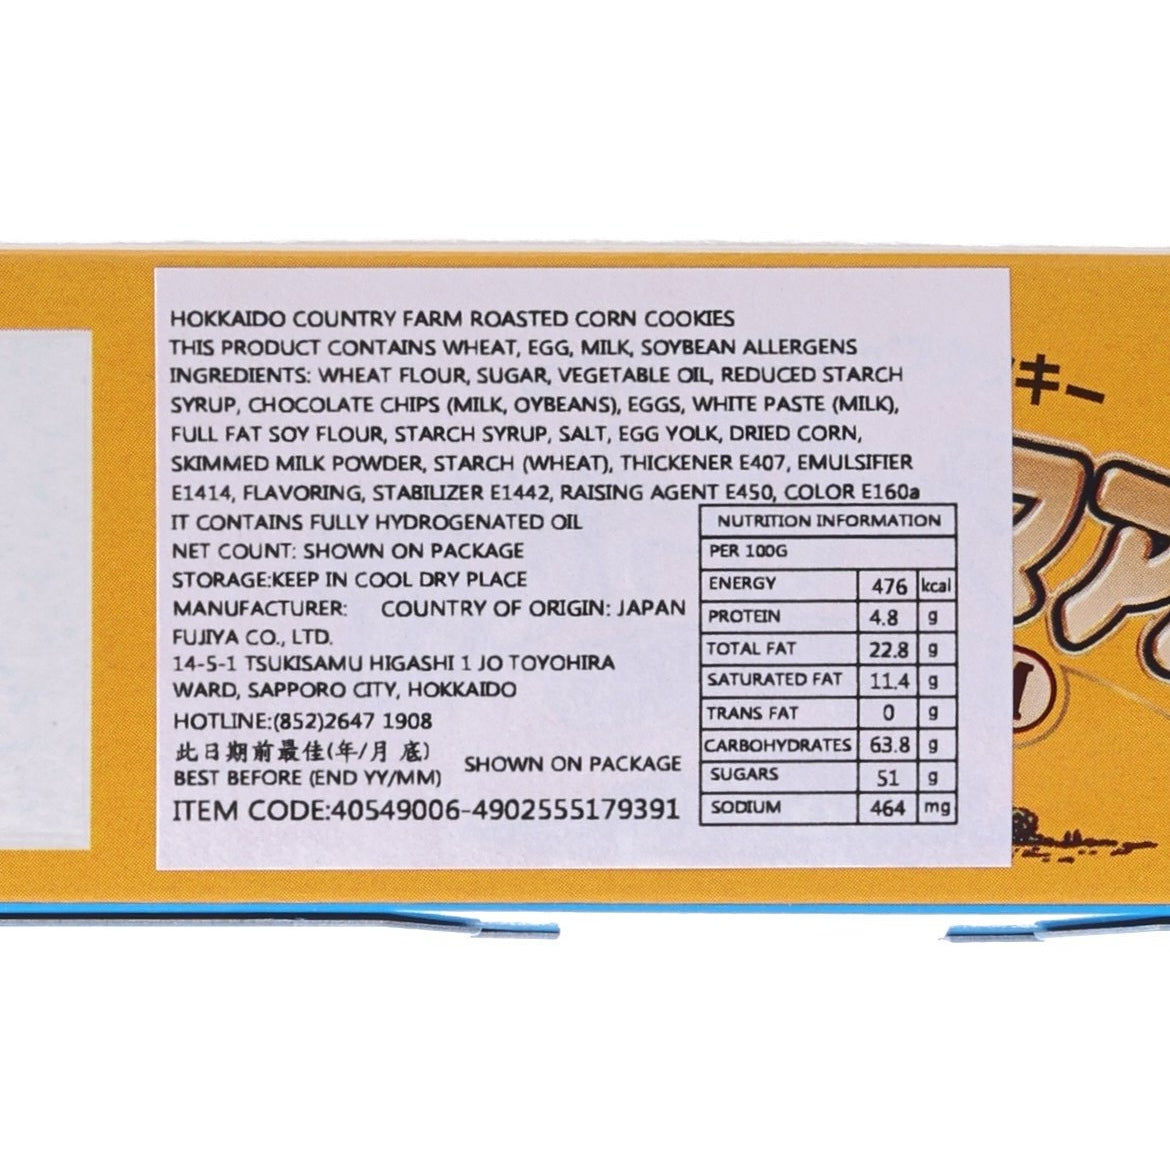 HOKKAIDO COUNTRY FARM ROASTED CORN COOKIES
THIS PRODUCT CONTAINS WHEAT, EGG, MILK, SOYBEAN ALLERGENS
INGREDIENTS: WHEAT FLOUR, SUGAR, VEGETABLE OIL, REDUCED STARCH
SYRUP, CHOCOLATE CHIPS (MILK, OYBEANS), EGGS, WHITE PASTE (MILK),
FULL FAT SOY FLOUR, STARCH SYRUP, SALT, EGG YOLK, DRIED CORN,
SKIMMED MILK POWDER, STARCH (WHEAT), THICKENER E407, EMULSIFIER
E1414, FLAVORING, STABILIZER E1442, RAISING AGENT E450, COLOR E160a
IT CONTAINS FULLY HYDROGENATED OIL
NET COUNT: SHOWN ON PACKAGE
STORAGE:KEEP IN COOL DRY PLACE
MANUFACTURER: COUNTRY OF ORIGIN: JAPAN
FUJIYA CO., LTD.
14-5-1 TSUKISAMU HIGASHI 1 JO TOYOHIRA
WARD, SAPPORO CITY, HOKKAIDO
HOTLINE:(852)2647 1908
此日期前最佳(年/月 底)
BEST BEFORE (END YY/MM) SHOWN ON PACKAGE
ITEM CODE:40549006-4902555179391
NUTRITION INFORMATION
PER 100G
ENERGY 476 kcal
PROTEIN 4.8 g
TOTAL FAT 22.8 g
SATURATED FAT 11.4 g
TRANS FAT 0 g
CARBOHYDRATES 63.8 g
SUGARS 51 g
SODIUM 464 mg
キー
マア